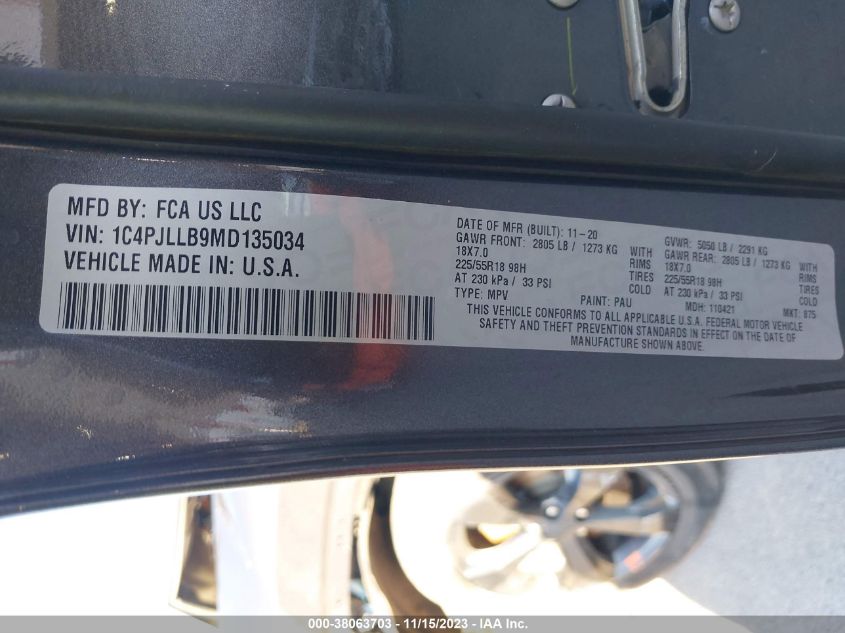 MFD BY: FCA US LLC
VIN: 1C4PJLLB9MD135034
VEHICLE MADE IN: U.S.A.
DATE OF MFR (BUILT): 11-20 GVWR: 5050 LB / 2291 KG
GAWR FRONT: 2805 LB / 1273 KG WITH GAWR REAR: 2805 LB / 1273 KG WITH
18X7.0 RIMS 18X7.0 RIMS
225/55R18 98H TIRES 225/55R18 98H TIRES
AT 230 kPa / 33 PSI COLD AT 230 kPa / 33 PSI COLD
TYPE: MPV PAINT: PAU MDH: 110421 MKT: 875
THIS VEHICLE CONFORMS TO ALL APPLICABLE U.S.A. FEDERAL MOTOR VEHICLE
SAFETY AND THEFT PREVENTION STANDARDS IN EFFECT ON THE DATE OF
MANUFACTURE SHOWN ABOVE.
000-38063703 - 11/15/2023 - IAA Inc.